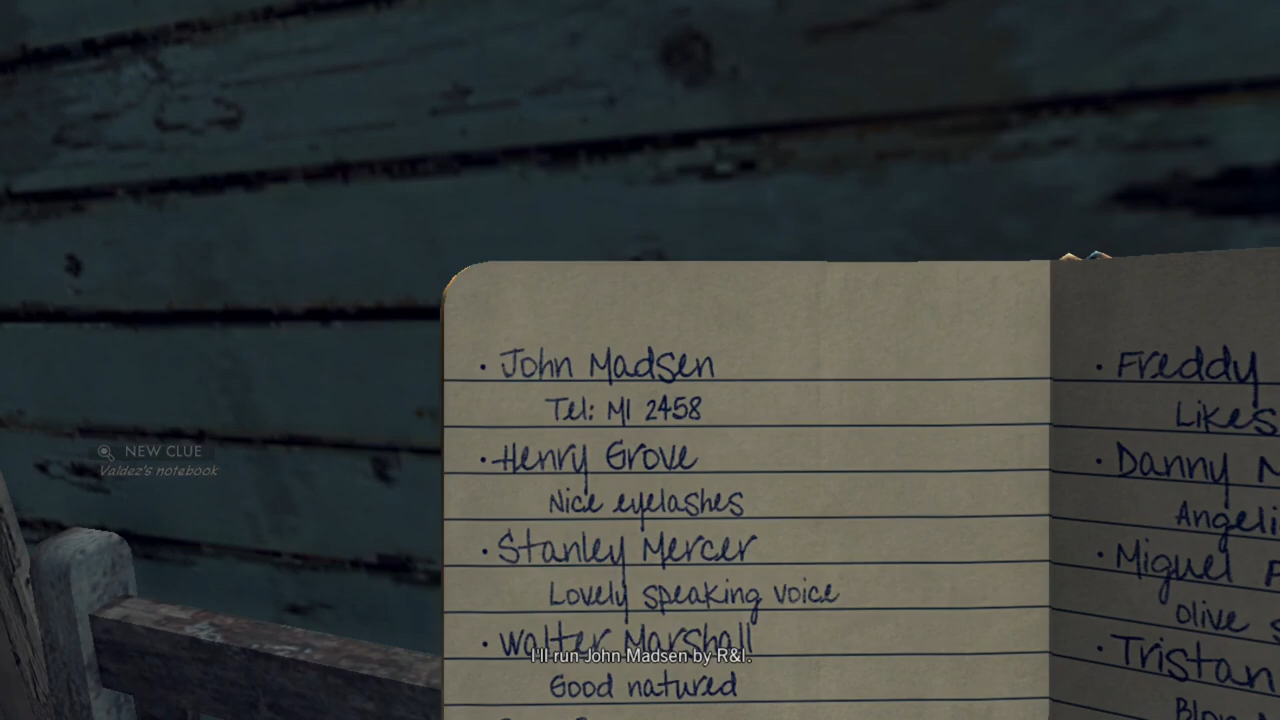 · John Madsen
Tel: MI 2458
· Henry Grove
Nice eyelashes
· Stanley Mercer
Lovely speaking voice
· Walter Marshall
Good natured
· Freddy
Likes
· Danny
· Miguel
Olive
· Tristan
NEW CLUE
Valdez's notebook
I'll run John Madsen by R&I.